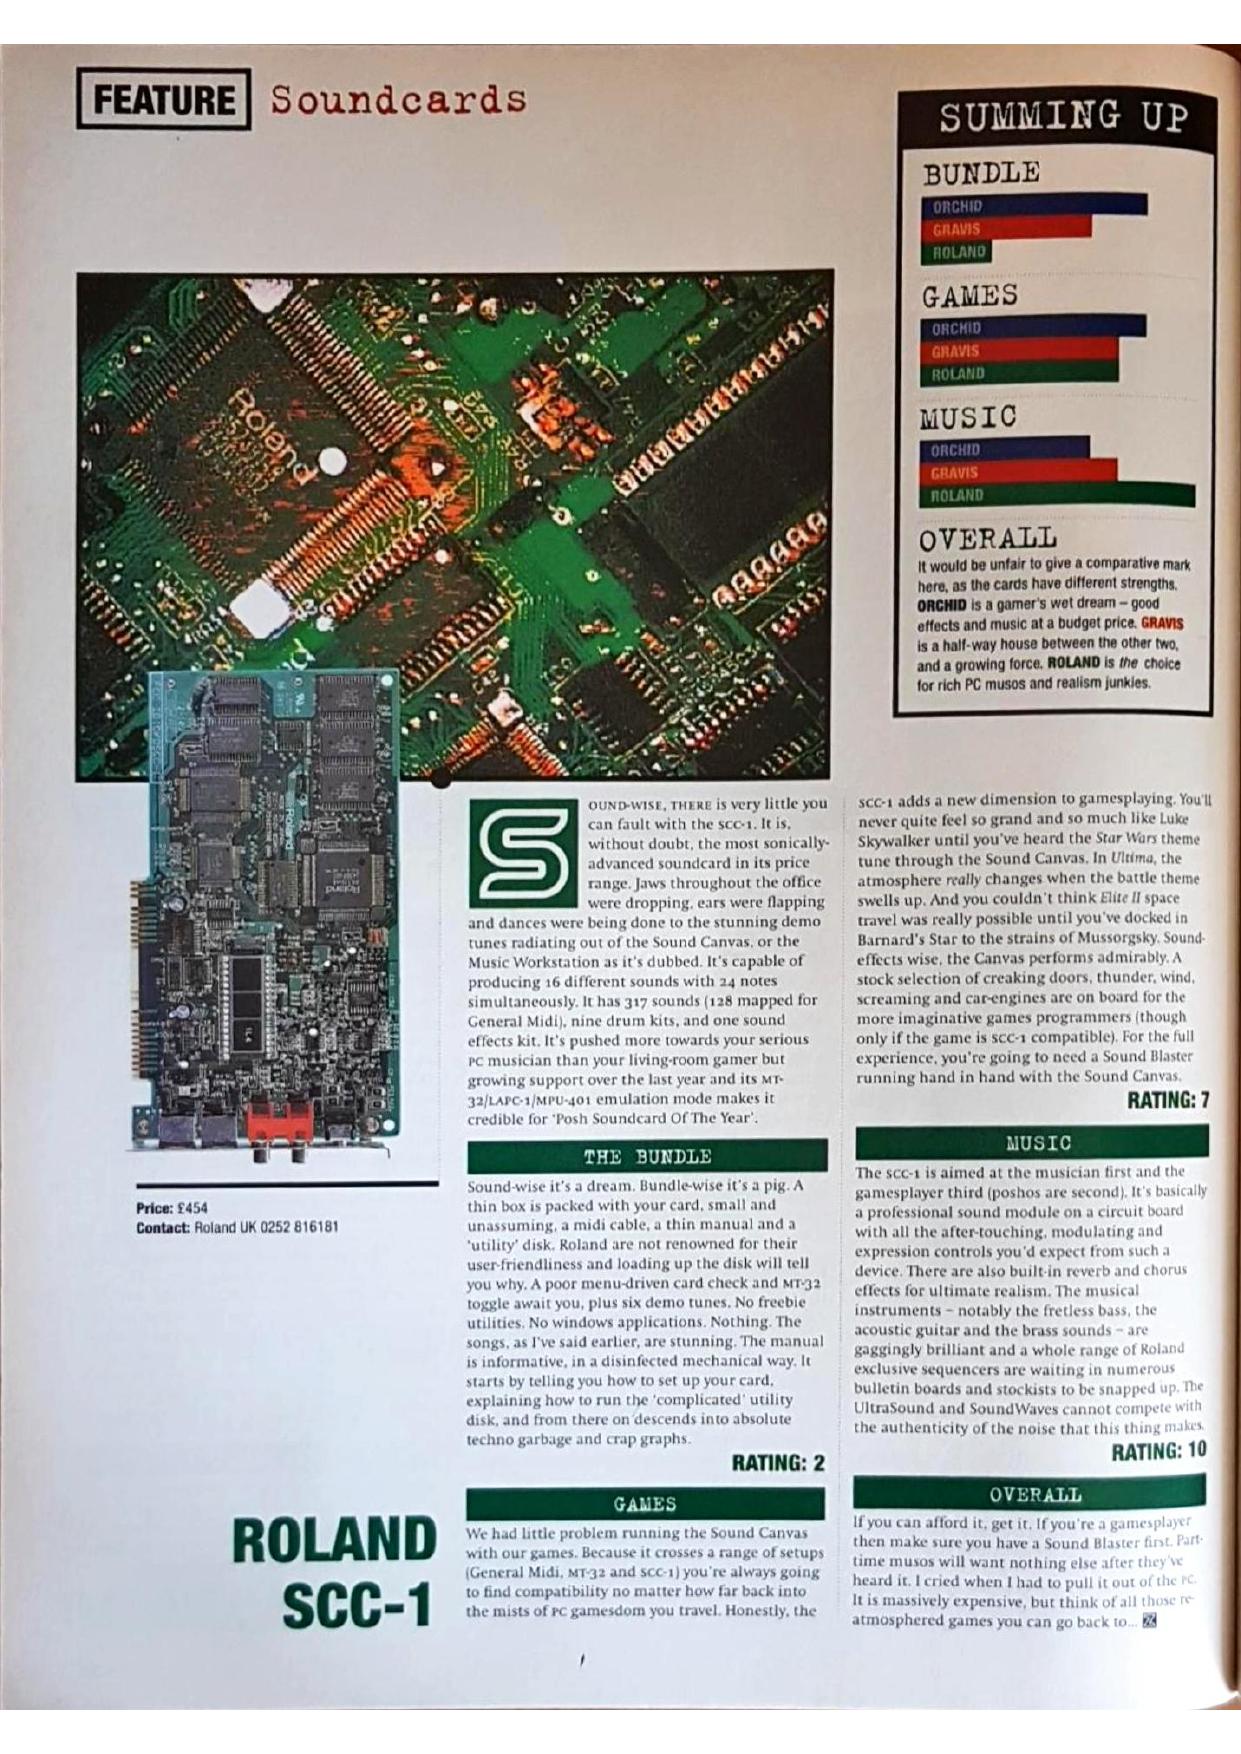 FEATURE Soundcards
SUMMING UP
BUNDLE
ORCHID
GRAVIS
ROLAND
GAMES
ORCHID
GRAVIS
ROLAND
MUSIC
ORCHID
GRAVIS
ROLAND
OVERALL
It would be unfair to give a comparative mark
here, as the cards have different strengths.
ORCHID is a gamer's wet dream – good
effects and music at a budget price. GRAVIS
is a half-way house between the other two,
and a growing force. ROLAND is the choice
for rich PC musos and realism junkies.
Roland
Price: £454
Contact: Roland UK 0252 816181
ROLAND
SCC-1
SOUND-WISE, THERE is very little you
can fault with the SCC-1. It is,
without doubt, the most sonically-
advanced soundcard in its price
range. Jaws throughout the office
were dropping, ears were flapping
and dances were being done to the stunning demo
tunes radiating out of the Sound Canvas, or the
Music Workstation as it's dubbed. It's capable of
producing 16 different sounds with 24 notes
simultaneously. It has 317 sounds (128 mapped for
General Midi), nine drum kits, and one sound
effects kit. It's pushed more towards your serious
PC musician than your living-room gamer but
growing support over the last year and its MT-
32/LAPC-1/MPU-401 emulation mode makes it
credible for 'Posh Soundcard Of The Year'.
THE BUNDLE
Sound-wise it's a dream. Bundle-wise it's a pig. A
thin box is packed with your card, small and
unassuming, a midi cable, a thin manual and a
'utility' disk. Roland are not renowned for their
user-friendliness and loading up the disk will tell
you why. A poor menu-driven card check and MT-32
toggle await you, plus six demo tunes. No freebie
utilities. No windows applications. Nothing. The
songs, as I've said earlier, are stunning. The manual
is informative, in a disinfected mechanical way. It
starts by telling you how to set up your card,
explaining how to run the 'complicated' utility
disk, and from there on descends into absolute
techno garbage and crap graphs.
RATING: 2
GAMES
We had little problem running the Sound Canvas
with our games. Because it crosses a range of setups
(General Midi, MT-32 and SCC-1) you're always going
to find compatibility no matter how far back into
the mists of PC gamesdom you travel. Honestly, the
SCC-1 adds a new dimension to gamesplaying. You'll
never quite feel so grand and so much like Luke
Skywalker until you've heard the Star Wars theme
tune through the Sound Canvas. In Ultima, the
atmosphere really changes when the battle theme
swells up. And you couldn't think Elite II space
travel was really possible until you've docked in
Barnard's Star to the strains of Mussorgsky. Sound-
effects wise, the Canvas performs admirably. A
stock selection of creaking doors, thunder, wind,
screaming and car-engines are on board for the
more imaginative games programmers (though
only if the game is SCC-1 compatible). For the full
experience, you're going to need a Sound Blaster
running hand in hand with the Sound Canvas.
RATING: 7
MUSIC
The SCC-1 is aimed at the musician first and the
gamesplayer third (poshos are second). It's basically
a professional sound module on a circuit board
with all the after-touching, modulating and
expression controls you'd expect from such a
device. There are also built-in reverb and chorus
effects for ultimate realism. The musical
instruments – notably the fretless bass, the
acoustic guitar and the brass sounds – are
gaggingly brilliant and a whole range of Roland
exclusive sequencers are waiting in numerous
bulletin boards and stockists to be snapped up. The
UltraSound and SoundWaves cannot compete with
the authenticity of the noise that this thing makes.
RATING: 10
OVERALL
If you can afford it, get it. If you're a gamesplayer
then make sure you have a Sound Blaster first. Part-
time musos will want nothing else after they've
heard it. I cried when I had to pull it out of the PC.
It is massively expensive, but think of all those re-
atmosphered games you can go back to...